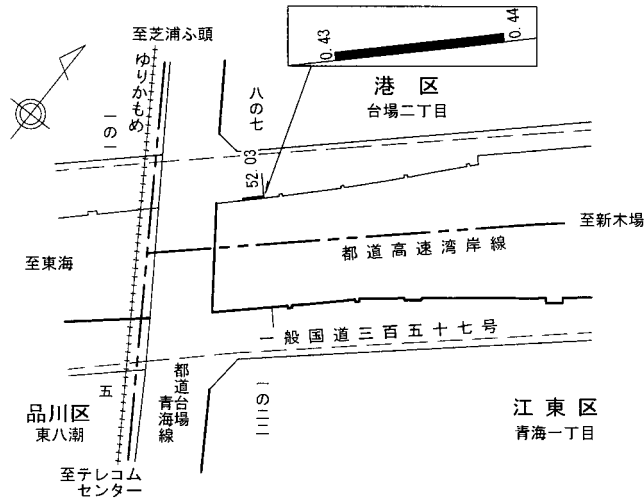 至芝浦ふ頭
ゆりかもめ
一の一
八の七
0.43
0.44
港区
台場二丁目
52.03
至新木場
都道高速湾岸線
至東海
一般国道三百五十七号
都道台場
青海線
五
一の二二
品川区
東八潮
江東区
青海一丁目
至テレコム
センター